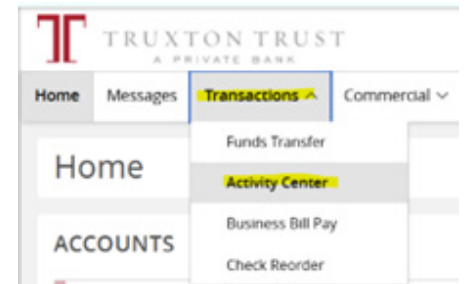 TRUXTON TRUST
A PRIVATE BANK
Home Messages Transactions Commercial
Funds Transfer
Home
Activity Center
Business Bill Pay
ACCOUNTS
Check Reorder